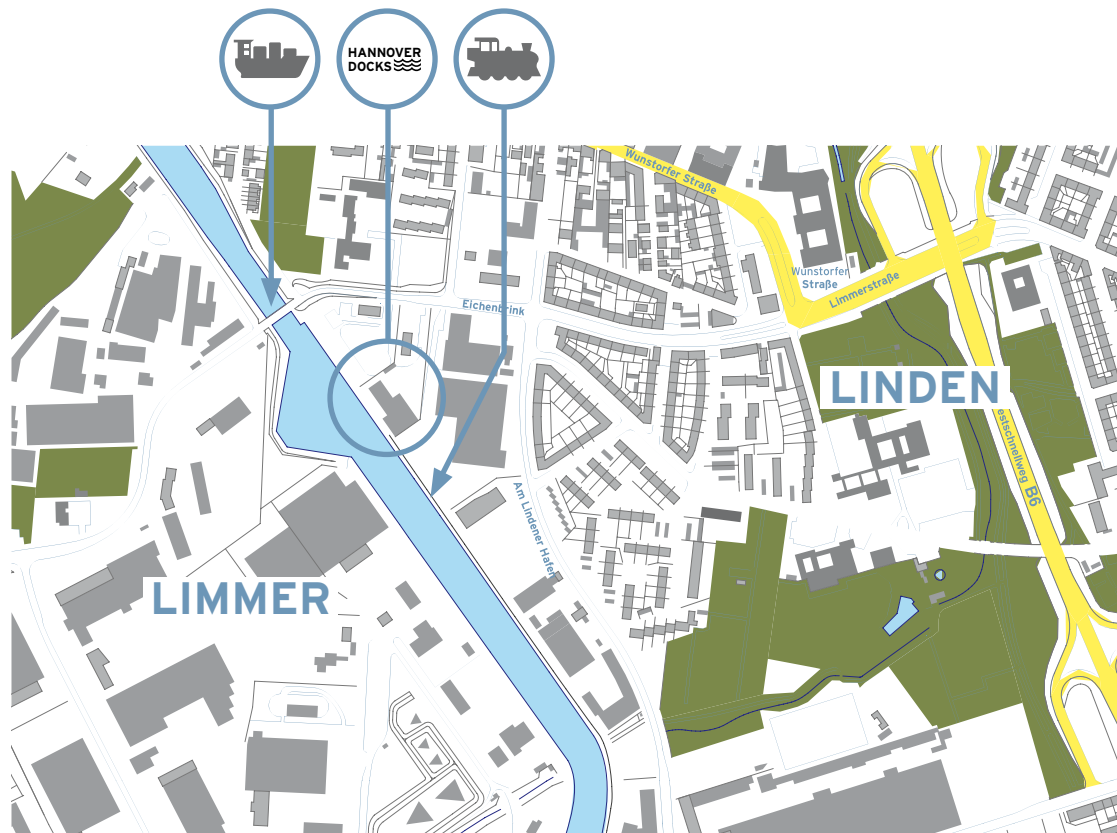 HANNOVER
DOCKS
Wunstorfer Straße
Wunstorfer
Straße
Limmerstraße
Eichenbrink
LINDEN
estschnellweg B6
Am Lindener Hafen
LIMMER